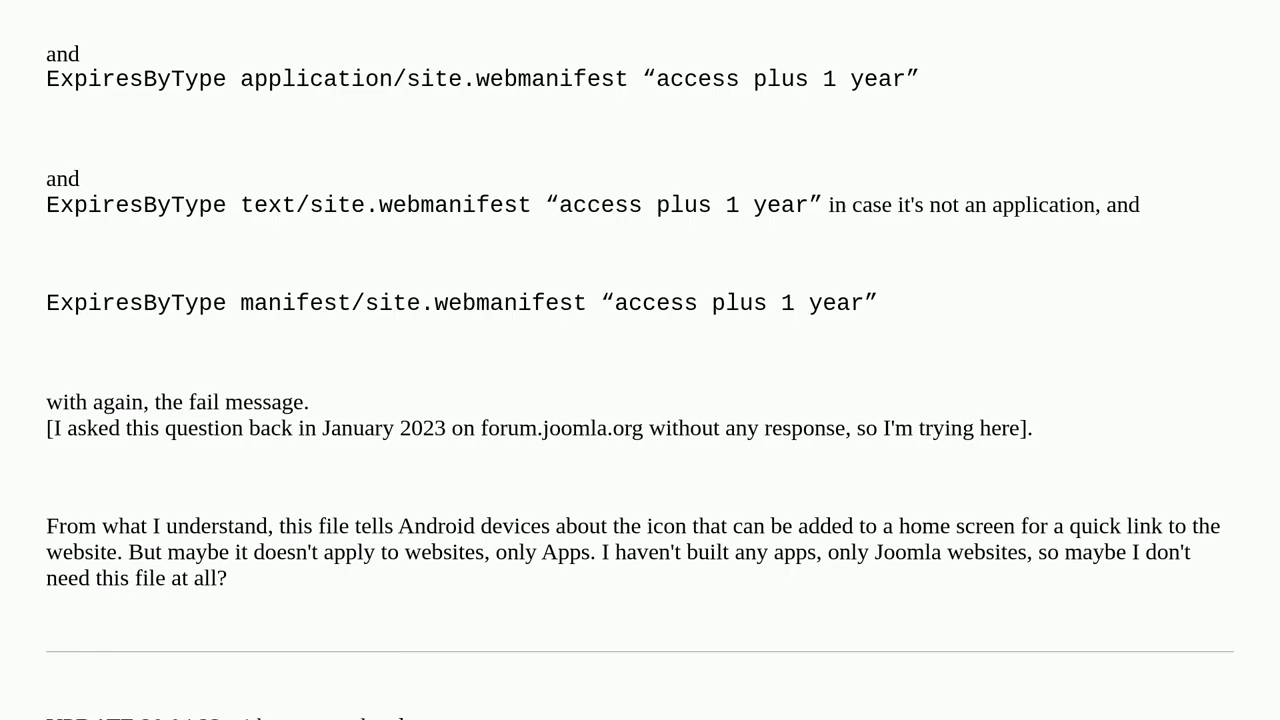 and
ExpiresByType application/site.webmanifest “access plus 1 year”
and
ExpiresByType text/site.webmanifest “access plus 1 year” in case it's not an application, and
ExpiresByType manifest/site.webmanifest “access plus 1 year”
with again, the fail message.
[I asked this question back in January 2023 on forum.joomla.org without any response, so I'm trying here].
From what I understand, this file tells Android devices about the icon that can be added to a home screen for a quick link to the
website. But maybe it doesn't apply to websites, only Apps. I haven't built any apps, only Joomla websites, so maybe I don't
need this file at all?